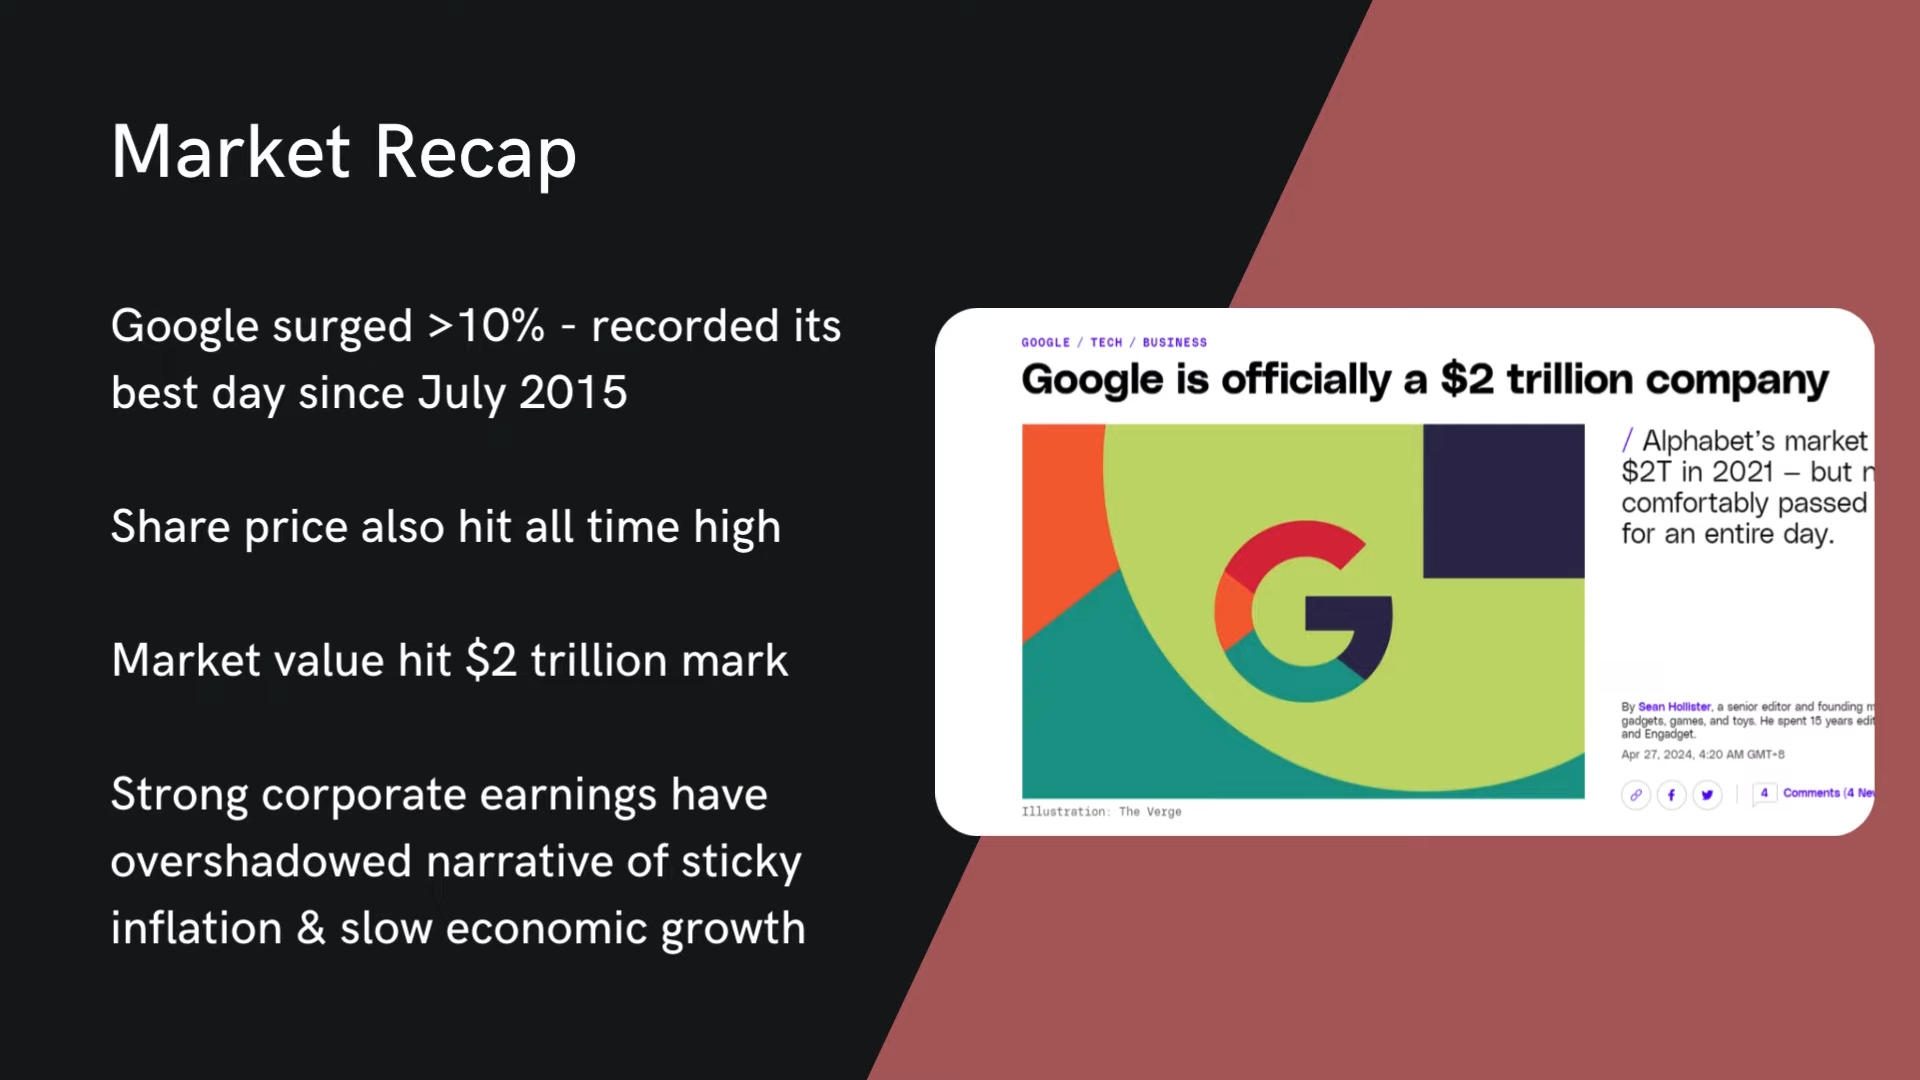 Market Recap
Google surged >10% - recorded its
best day since July 2015
Share price also hit all time high
Market value hit $2 trillion mark
Strong corporate earnings have
overshadowed narrative of sticky
inflation & slow economic growth
GOOGLE / TECH / BUSINESS
Google is officially a $2 trillion company
/ Alphabet’s market
$2T in 2021 — but
comfortably passed
for an entire day.
By Sean Hollister, a senior editor and founding
gadgets, games, and toys. He spent 15 years
and Engadget.
Apr 27, 2024, 4:20 AM GMT+8
4 Comments (4
Illustration: The Verge